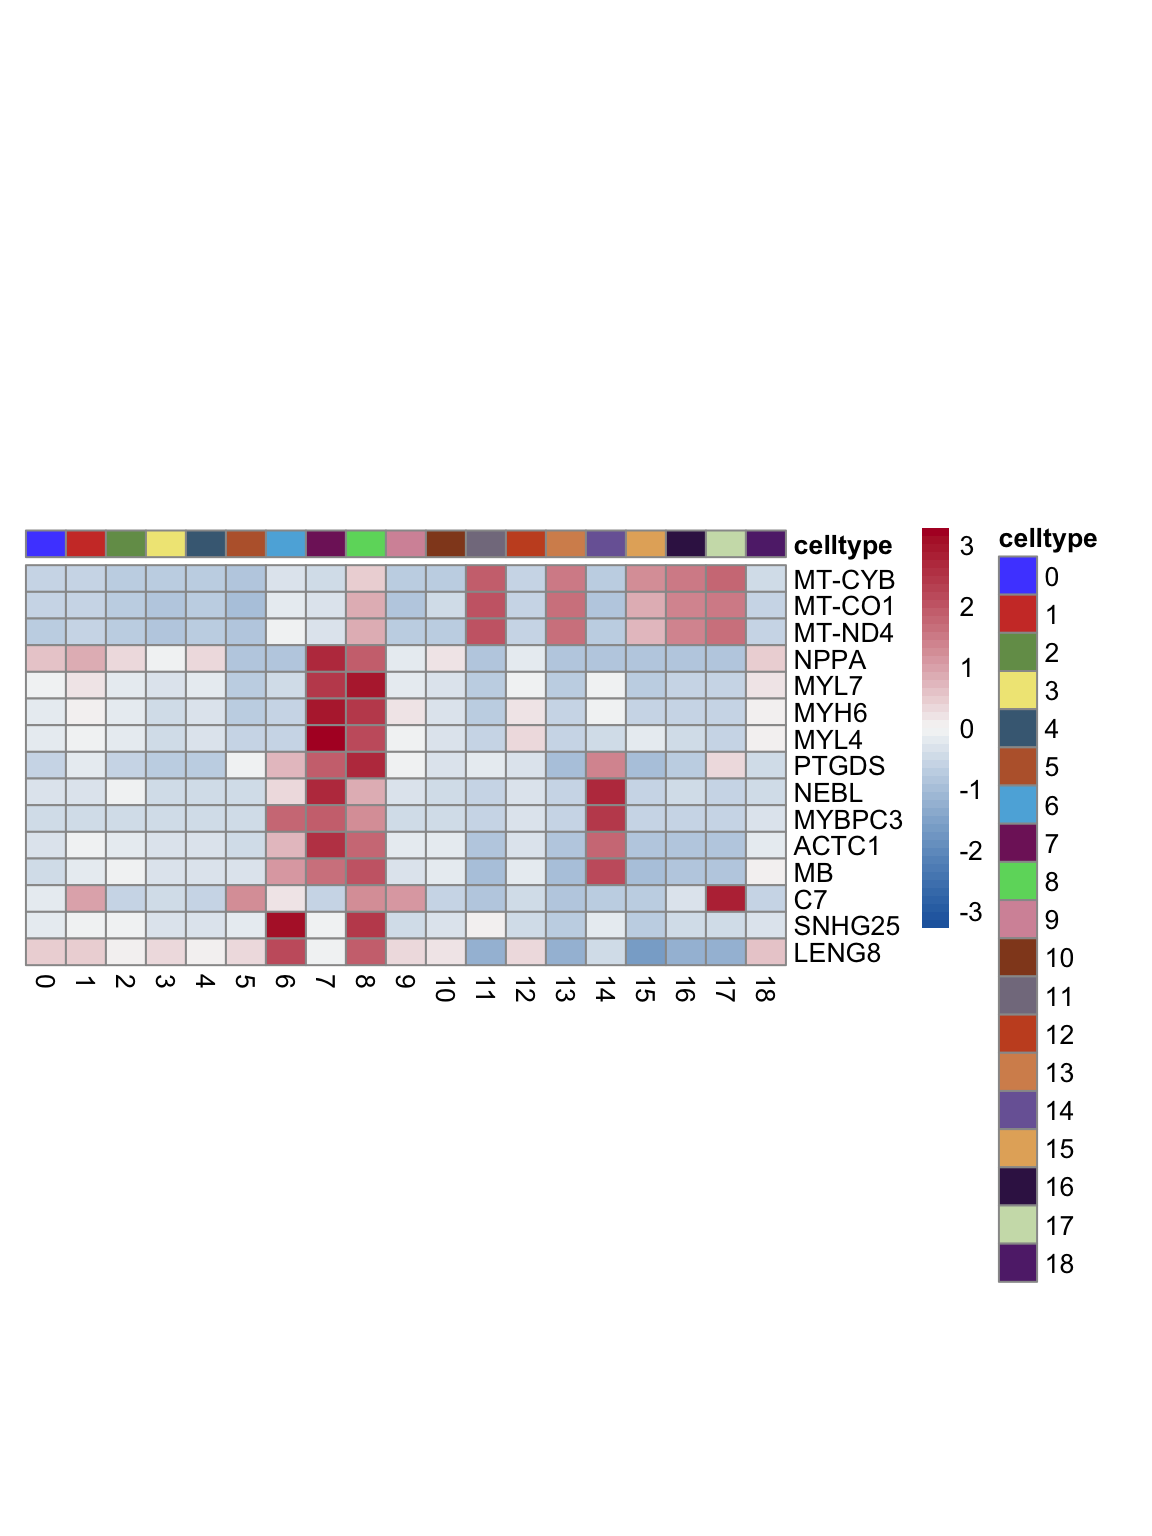 celltype
MT-CYB
MT-CO1
MT-ND4
NPPA
MYL7
MYH6
MYL4
PTGDS
NEBL
MYBPC3
ACTC1
MB
C7
SNHG25
LENG8
0 1 2 3 4 5 6 7 8 9 10 11 12 13 14 15 16 17 18
3
2
1
0
-1
-2
-3
celltype
0
1
2
3
4
5
6
7
8
9
10
11
12
13
14
15
16
17
18